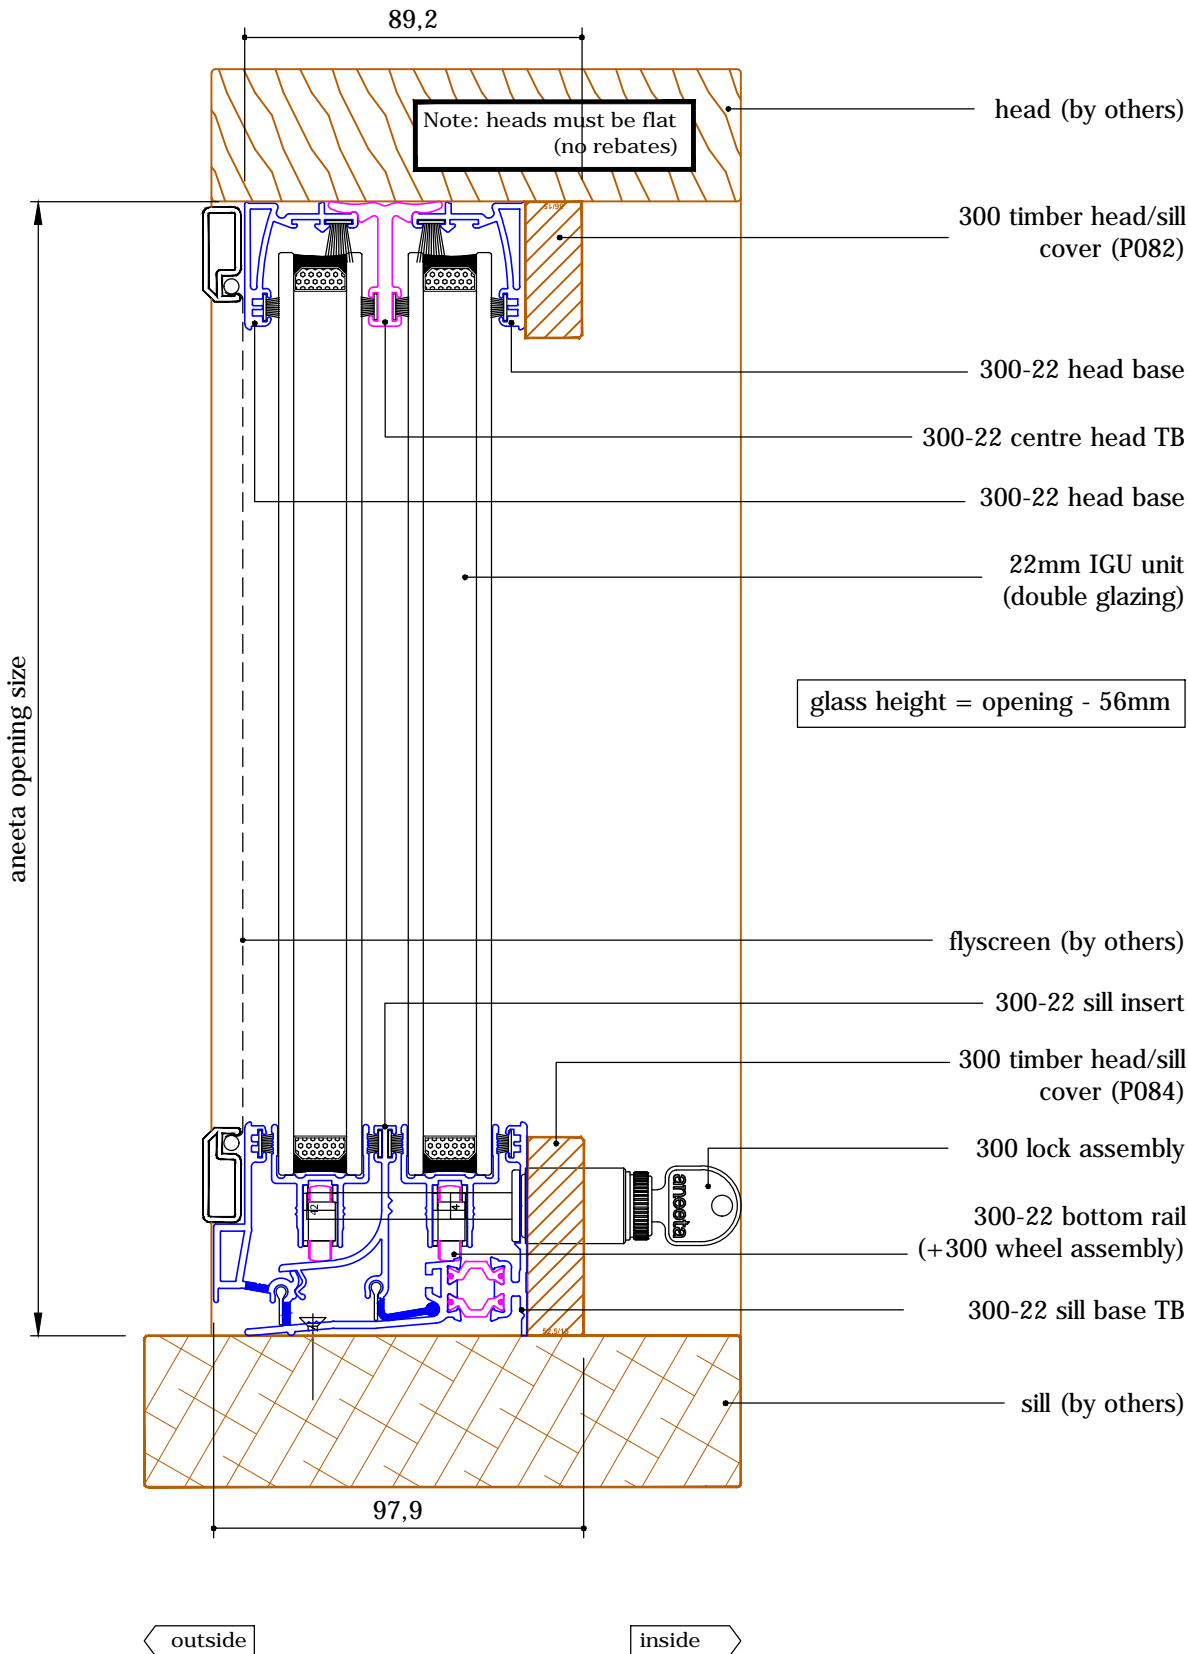 89,2
head (by others)
Note: heads must be flat
(no rebates)
300 timber head/sill
cover (P082)
300-22 head base
300-22 centre head TB
300-22 head base
22mm IGU unit
(double glazing)
glass height = opening - 56mm
aneeta opening size
flyscreen (by others)
300-22 sill insert
300 timber head/sill
cover (P084)
300 lock assembly
aneeta
300-22 bottom rail
(+300 wheel assembly)
42
4
300-22 sill base TB
sill (by others)
97,9
outside
inside